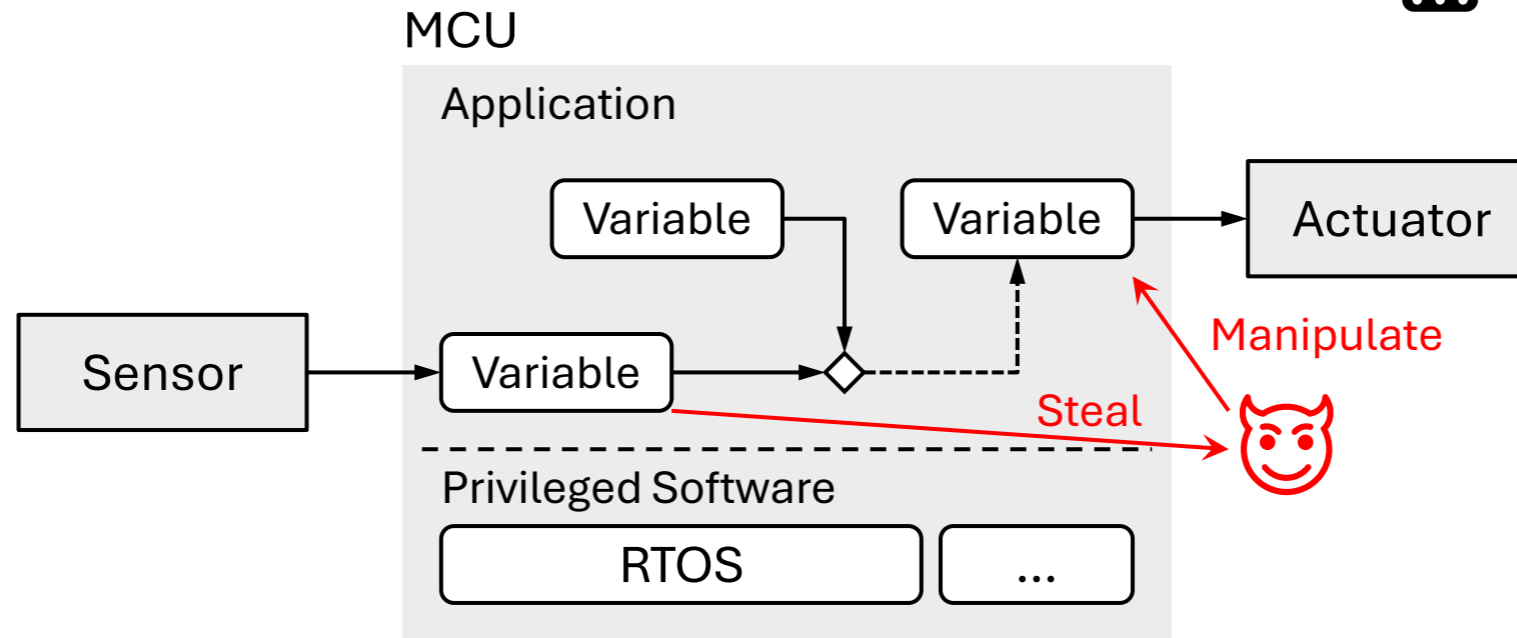 MCU
Application
Variable
Variable
Actuator
Sensor
Variable
Manipulate
Steal
Privileged Software
RTOS
...